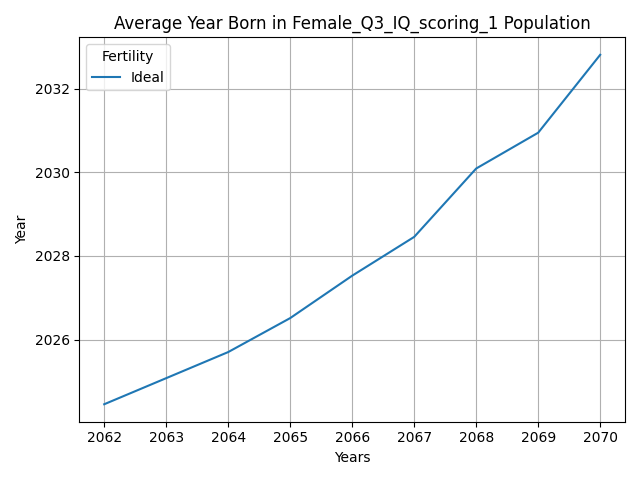 Average Year Born in Female_Q3_IQ_scoring_1 Population
Fertility
Ideal
2032
2030
2028
2026
Year
2062 2063 2064 2065 2066 2067 2068 2069 2070
Years